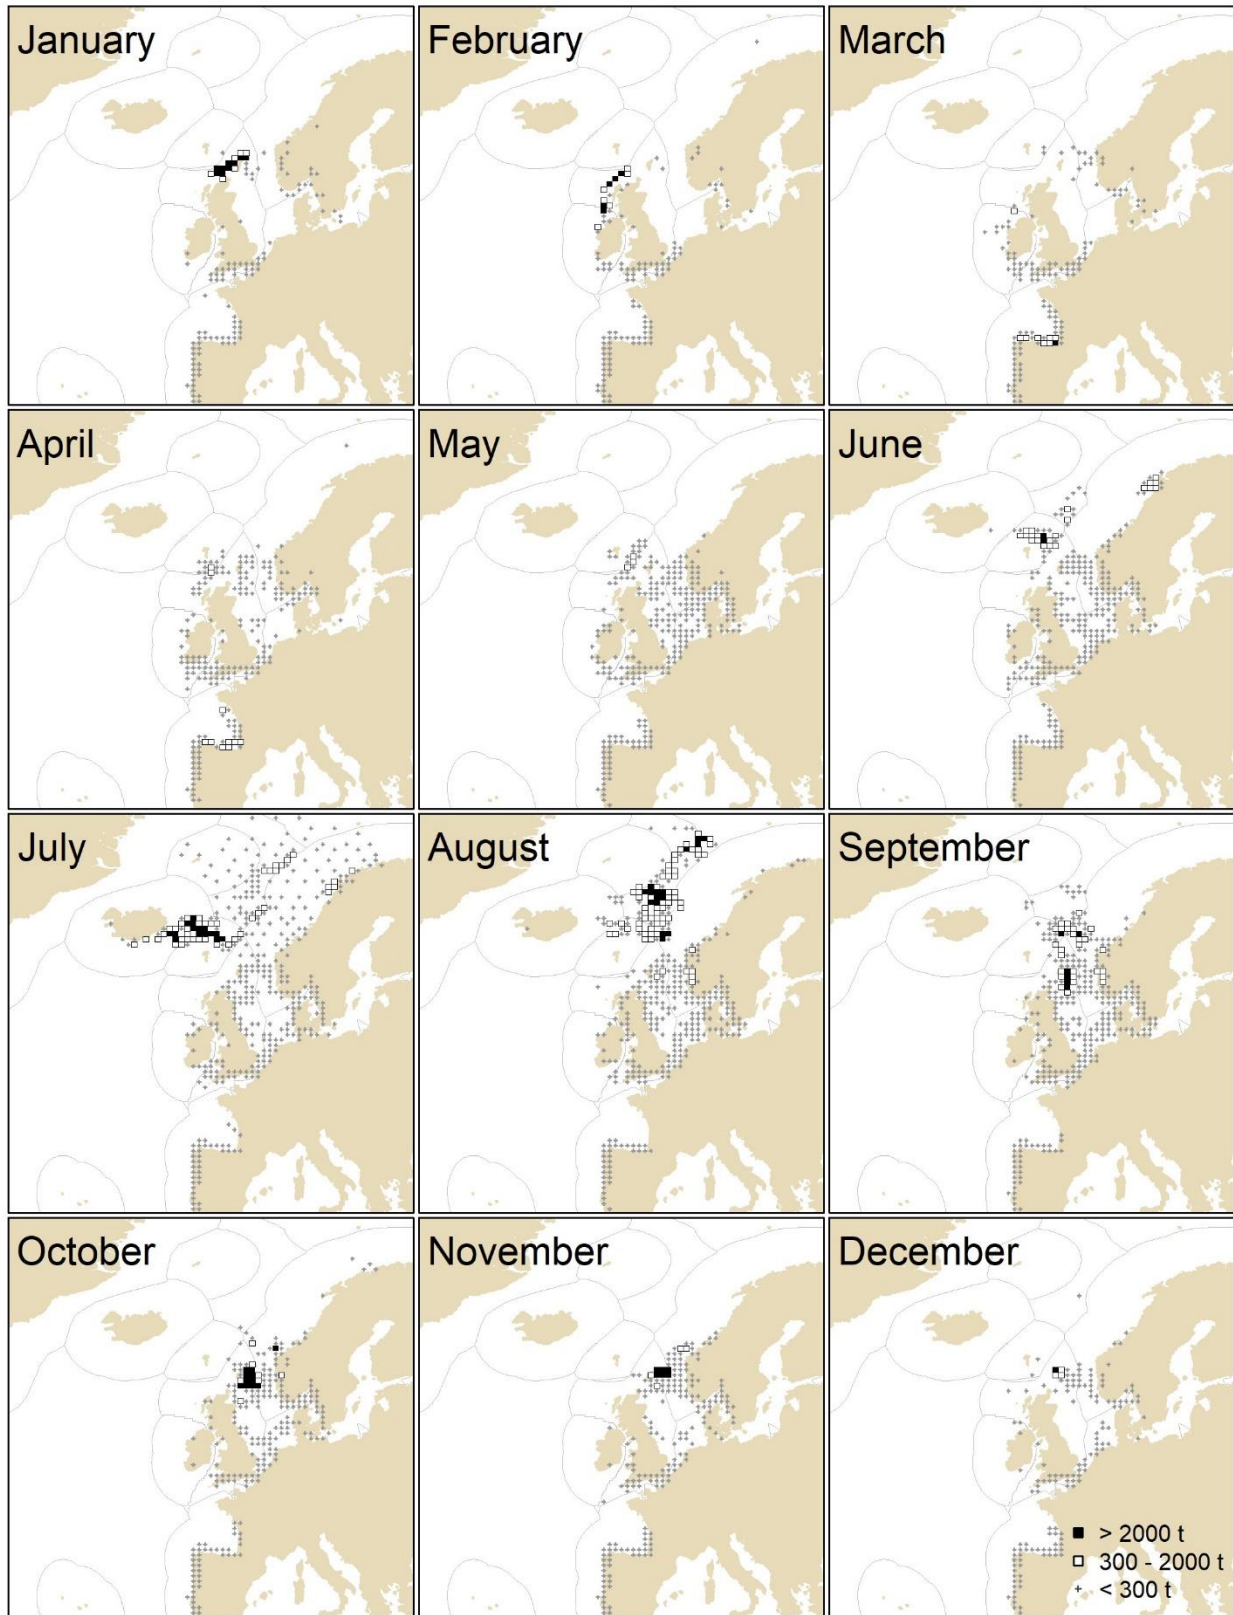 January
February
March
April
May
June
July
August
September
October
November
December
> 2000 t
300 - 2000 t
< 300 t